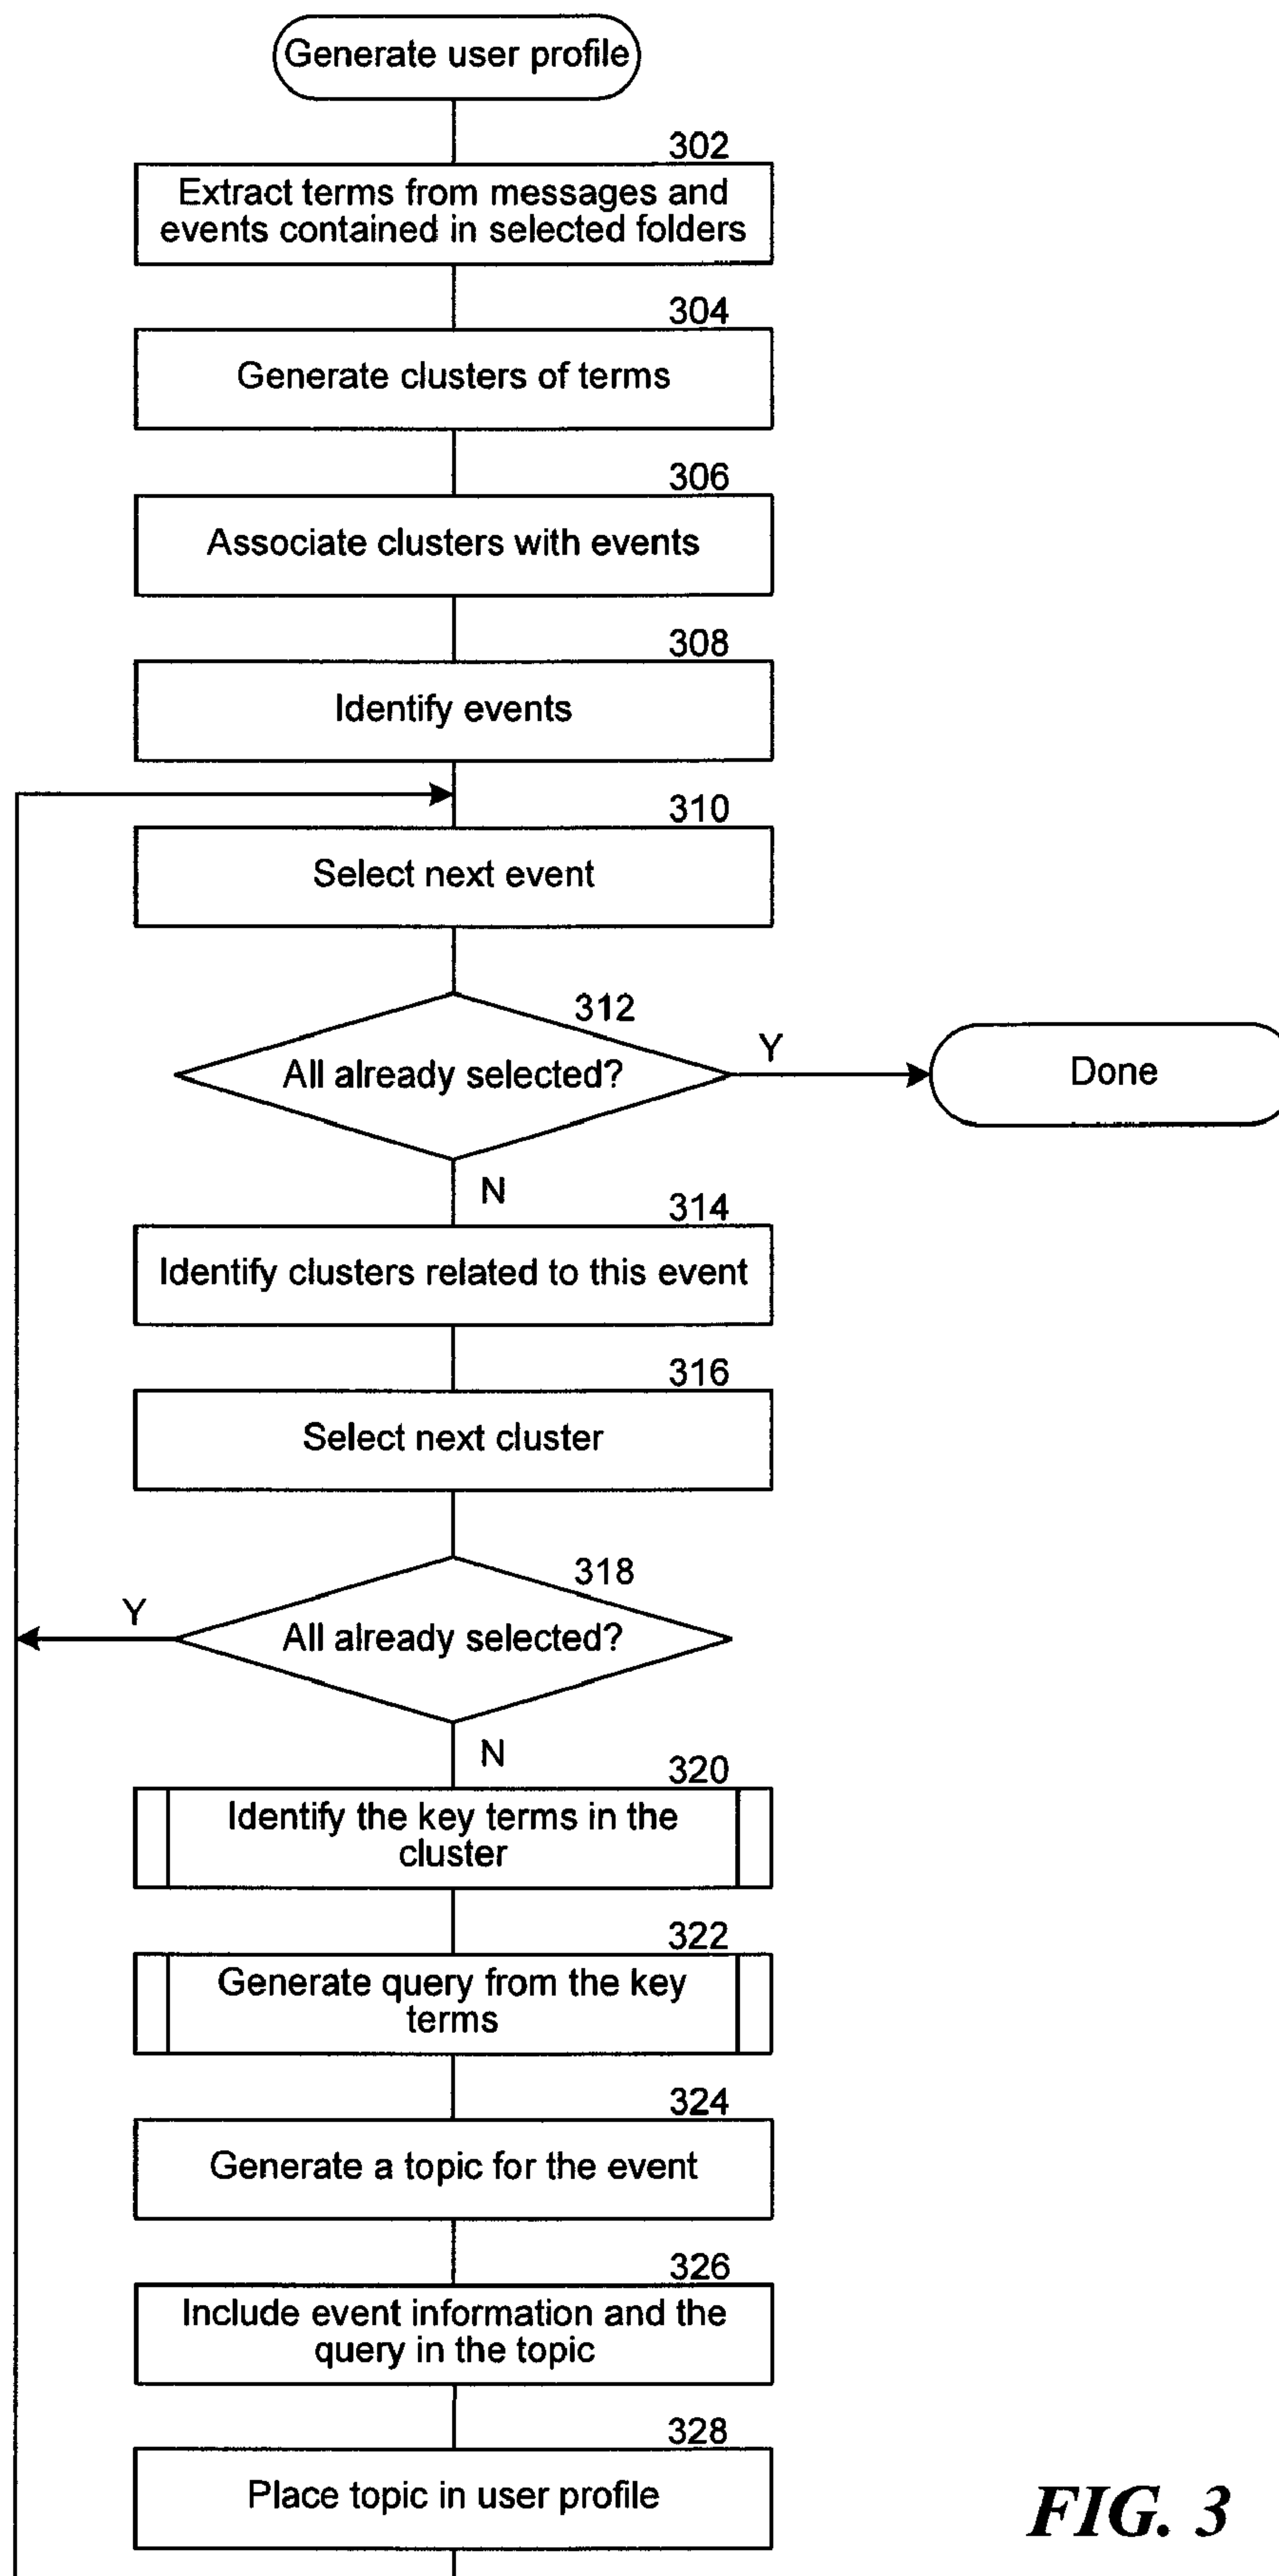 Generate user profile
302
Extract terms from messages and
events contained in selected folders
304
Generate clusters of terms
306
Associate clusters with events
308
Identify events
310
Select next event
312
All already selected?
Y
Done
N
314
Identify clusters related to this event
316
Select next cluster
318
Y
All already selected?
N
320
Identify the key terms in the
cluster
322
Generate query from the key
terms
324
Generate a topic for the event
326
Include event information and the
query in the topic
328
Place topic in user profile
FIG. 3